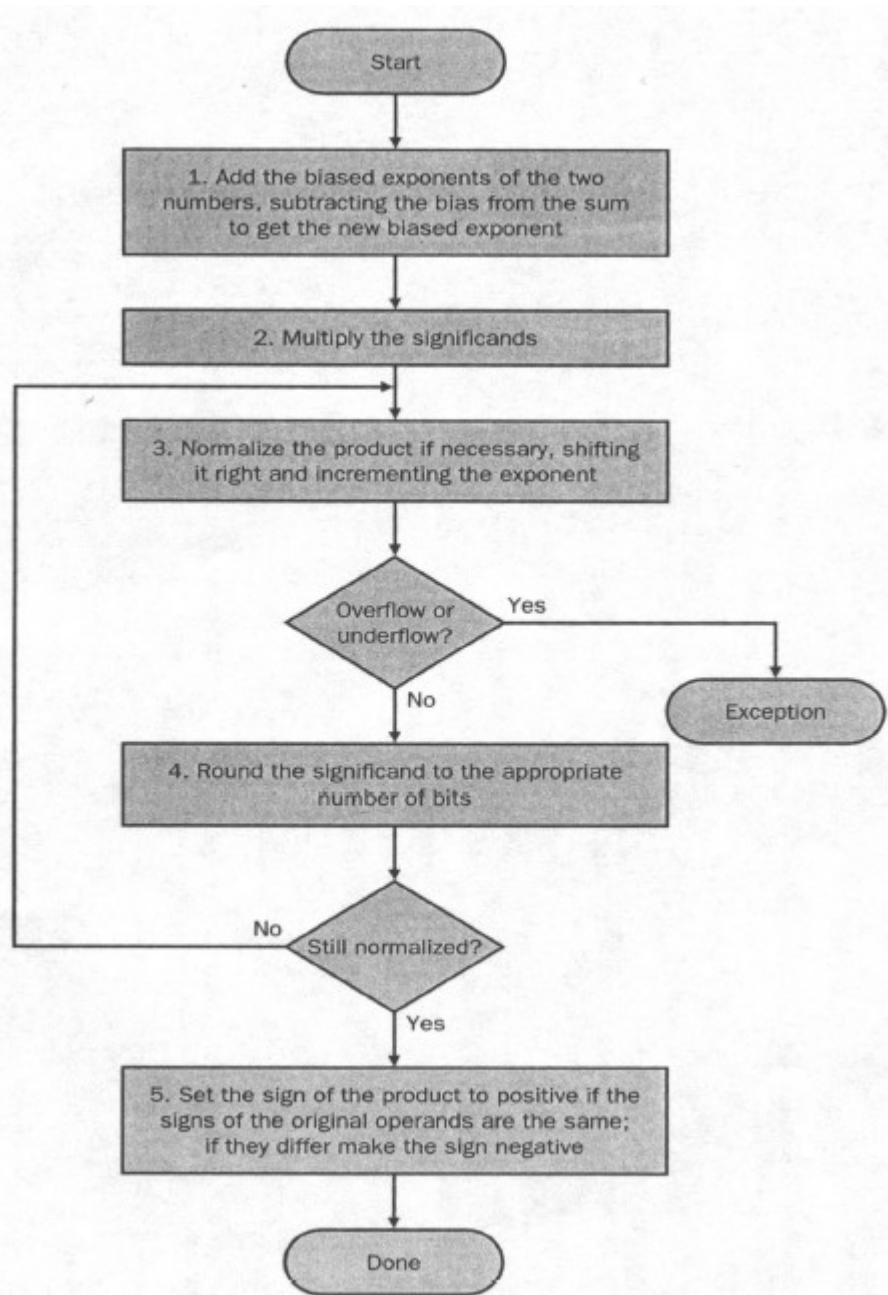 Start
1. Add the biased exponents of the two
numbers, subtracting the bias from the sum
to get the new biased exponent
2. Multiply the significands
3. Normalize the product if necessary, shifting
it right and incrementing the exponent
Overflow or
underflow?
Yes
No
Exception
4. Round the significand to the appropriate
number of bits
No
Still normalized?
Yes
5. Set the sign of the product to positive if the
signs of the original operands are the same;
if they differ make the sign negative
Done